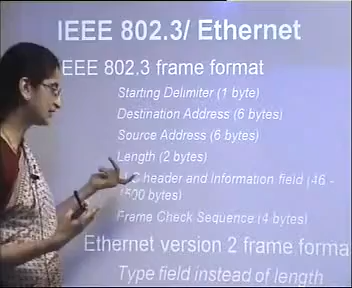 IEEE 802.3/ Ethernet
EEE 802.3 frame format
Starting Delimiter (1 byte)
Destination Address (6 bytes)
Source Address (6 bytes)
Length (2 bytes)
C header and Information field (46 -
1500 bytes)
Frame Check Sequence (4 bytes)
Ethernet version 2 frame forma
Type field instead of length